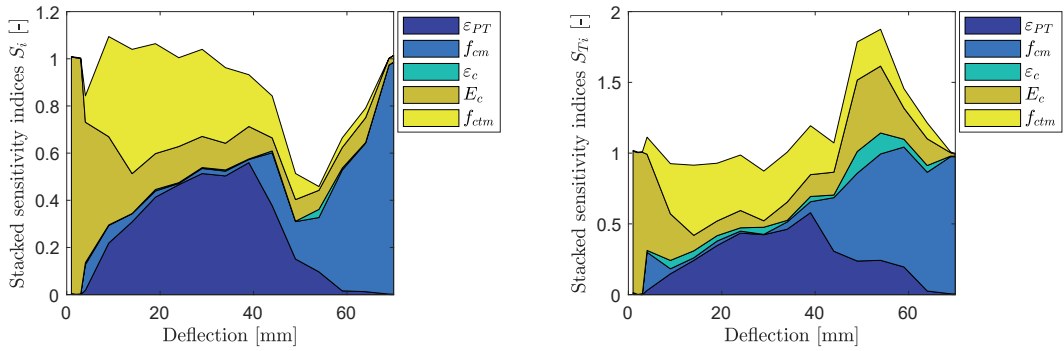 Stacked sensitivity indices S_i [-]
1.2
1
0.8
0.6
0.4
0.2
0
0 20 40 60
Deflection [mm]
ε_PT
f_cm
ε_c
E_c
f_ctm
Stacked sensitivity indices S_Ti [-]
2
1.5
1
0.5
0
0 20 40 60
Deflection [mm]
ε_PT
f_cm
ε_c
E_c
f_ctm